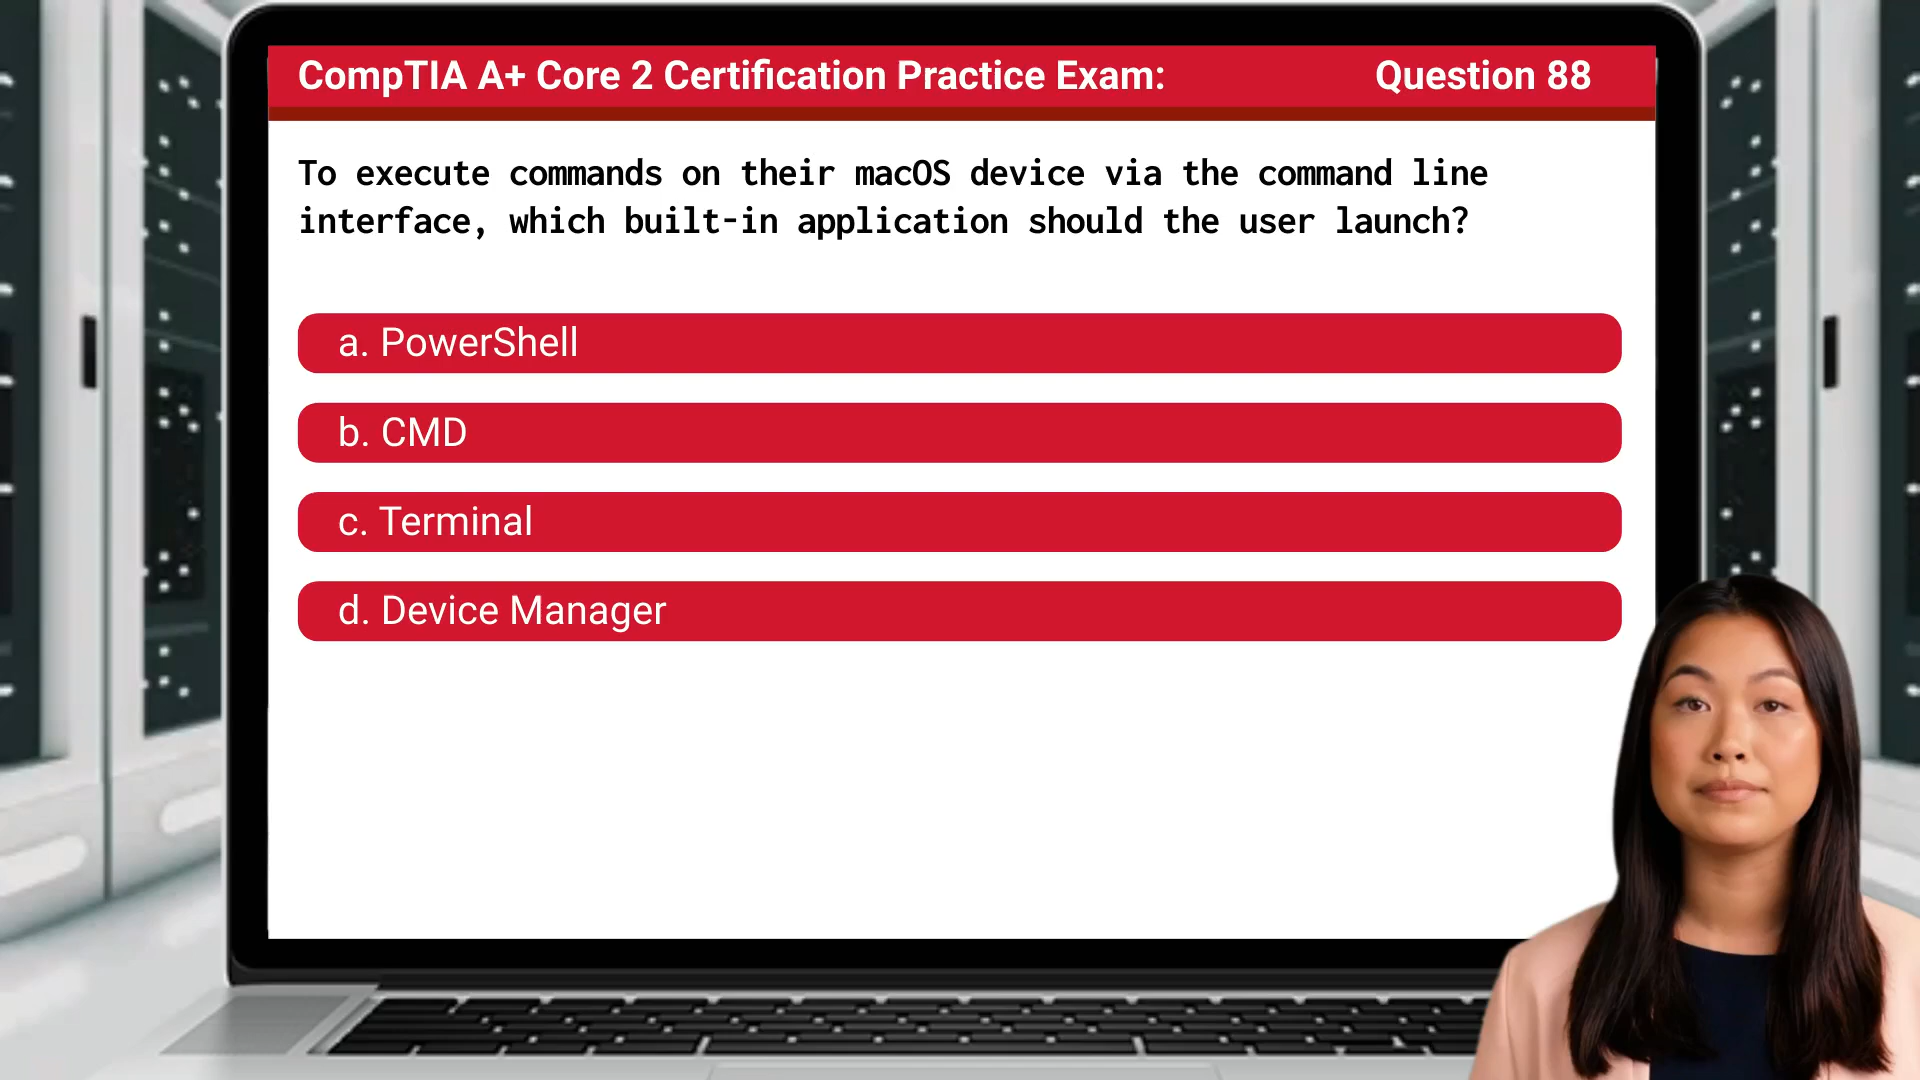 CompTIA A+ Core 2 Certification Practice Exam: Question 88
To execute commands on their macOS device via the command line
interface, which built-in application should the user launch?
a. PowerShell
b. CMD
c. Terminal
d. Device Manager